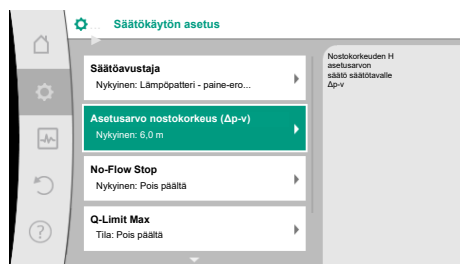 Säätökäytön asetus
Säätöavustaja
Nykyinen: Lämpöpatteri - paine-ero...
Asetusarvo nostokorkeus (Δp-v)
Nykyinen: 6,0 m
No-Flow Stop
Nykyinen: Pois päältä
Q-Limit Max
Tila: Pois päältä
Nostokorkeuden H
asetusarvon
säätö säätötavalle
Δp-v